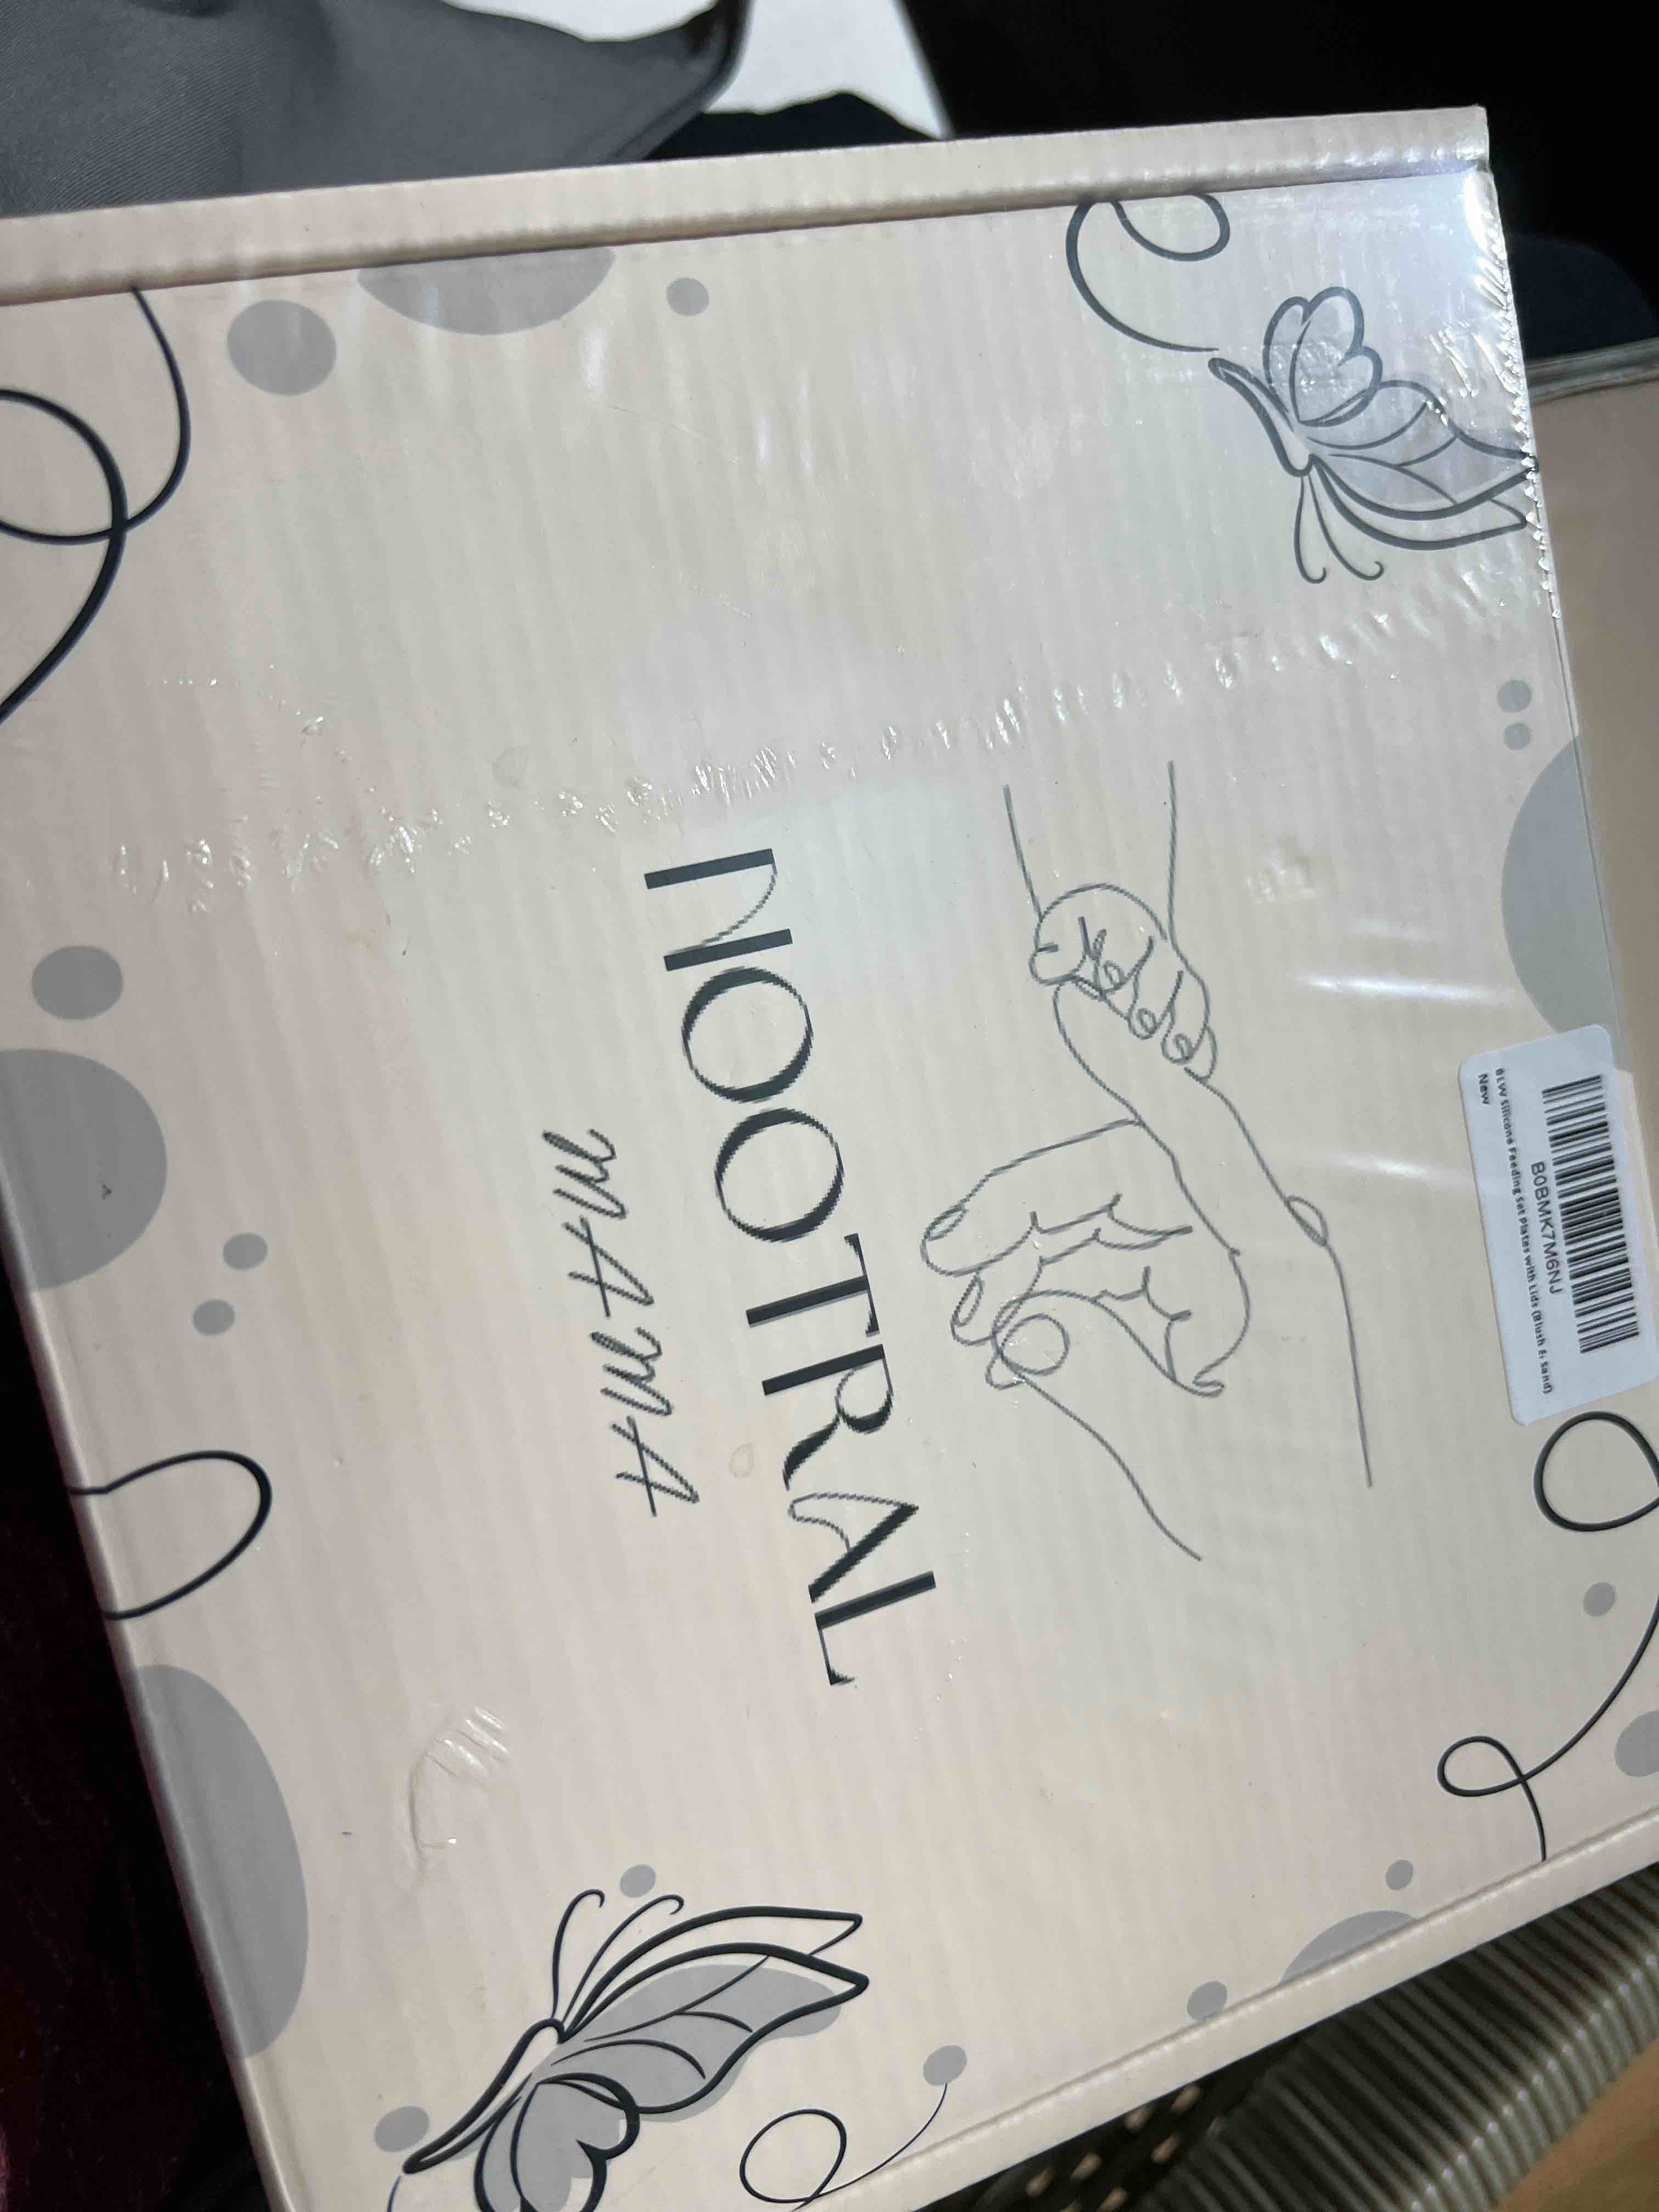 NOOTRAL
MAMA
B0BMK7M6NJ
BLW Silicone Feeding Set Plates with Lids (Blush & Sand)
New